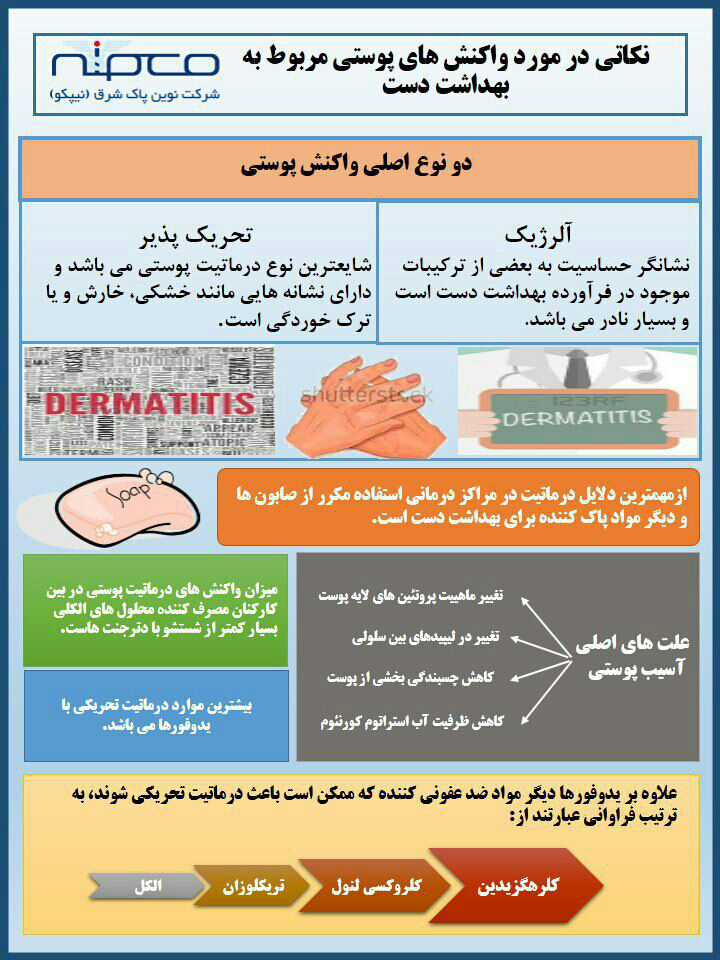 نکاتی در مورد واکنش های پوستی مربوط به
بهداشت دست
nipco
شرکت نوین پاک شرق (نیپکو)
دو نوع اصلی واکنش پوستی
آلرژیک
نشانگر حساسیت به بعضی از ترکیبات
موجود در فرآورده بهداشت دست است
و بسیار نادر می باشد.
تحریک پذیر
شایعترین نوع درماتیت پوستی می باشد و
دارای نشانه هایی مانند خشکی، خارش و یا
ترک خوردگی است.
123RF
DERMATITIS
shutterstock
CONDITION
RASH
DERMATITIS
APPEAR
SUPPORT ATOPIC
ازمهمترین دلایل درماتیت در مراکز درمانی استفاده مکرر از صابون ها
و دیگر مواد پاک کننده برای بهداشت دست است.
Soap
علت های اصلی
آسیب پوستی
تغییر ماهییت پروتئین های لایه پوست
تغییر در لیپیدهای بین سلولی
کاهش چسبندگی بخشی از پوست
کاهش ظرفیت آب استراتوم کورنئوم
میزان واکنش های درماتیت پوستی در بین
کارکنان مصرف کننده محلول های الکلی
بسیار کمتر از شستشو با دترجنت هاست.
بیشترین موارد درماتیت تحریکی با
یدوفورها می باشد.
علاوه بر یدوفورها دیگر مواد ضد عفونی کننده که ممکن است باعث درماتیت تحریکی شوند، به
ترتیب فراوانی عبارتند از:
کلرهگزیدین
کلروکسی لنول
تریکلوزان
الکل